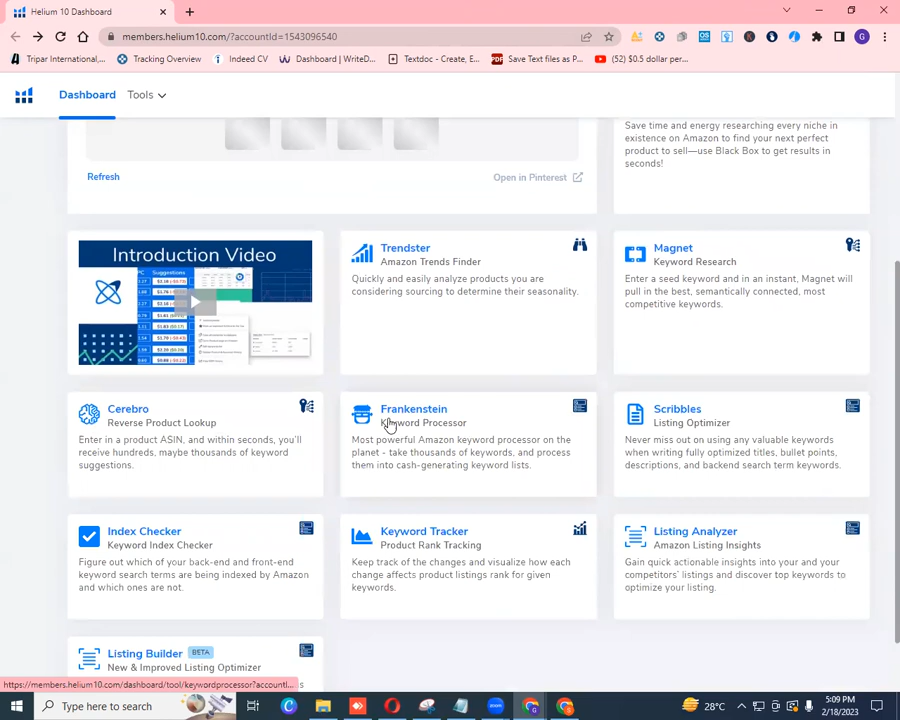 Helium 10 Dashboard
members.helium10.com/?accountId=1543096540
G
Tripar International,...
Tracking Overview
Indeed CV
Dashboard | WriteD...
Textdoc - Create, E...
PDF
Save Text files as P...
(52) $0.5 dollar per...
Dashboard
Tools
Save time and energy researching every niche in
existence on Amazon to find your next perfect
product to sell—use Black Box to get results in
seconds!
Refresh
Open in Pinterest
Introduction Video
Trendster
Amazon Trends Finder
Quickly and easily analyze products you are
considering sourcing to determine their seasonality.
Magnet
Keyword Research
Enter a seed keyword and in an instant, Magnet will
pull in the best, semantically connected, most
competitive keywords.
Cerebro
Reverse Product Lookup
Enter in a product ASIN, and within seconds, you'll
receive hundreds, maybe thousands of keyword
suggestions.
Frankenstein
Keyword Processor
Most powerful Amazon keyword processor on the
planet - take thousands of keywords, and process
them into cash-generating keyword lists.
Scribbles
Listing Optimizer
Never miss out on using any valuable keywords
when writing fully optimized titles, bullet points,
descriptions, and backend search term keywords.
Index Checker
Keyword Index Checker
Figure out which of your back-end and front-end
keyword search terms are being indexed by Amazon
and which ones are not.
Keyword Tracker
Product Rank Tracking
Keep track of the changes and visualize how each
change affects product listings rank for given
keywords.
Listing Analyzer
Amazon Listing Insights
Gain quick actionable insights into your and your
competitors' listings and discover top keywords to
optimize your listing.
Listing Builder BETA
New & Improved Listing Optimizer
https://members.helium10.com/dashboard/tool/keywordprocessor?accountI...
Type here to search
28°C
5:09 PM
2/18/2023